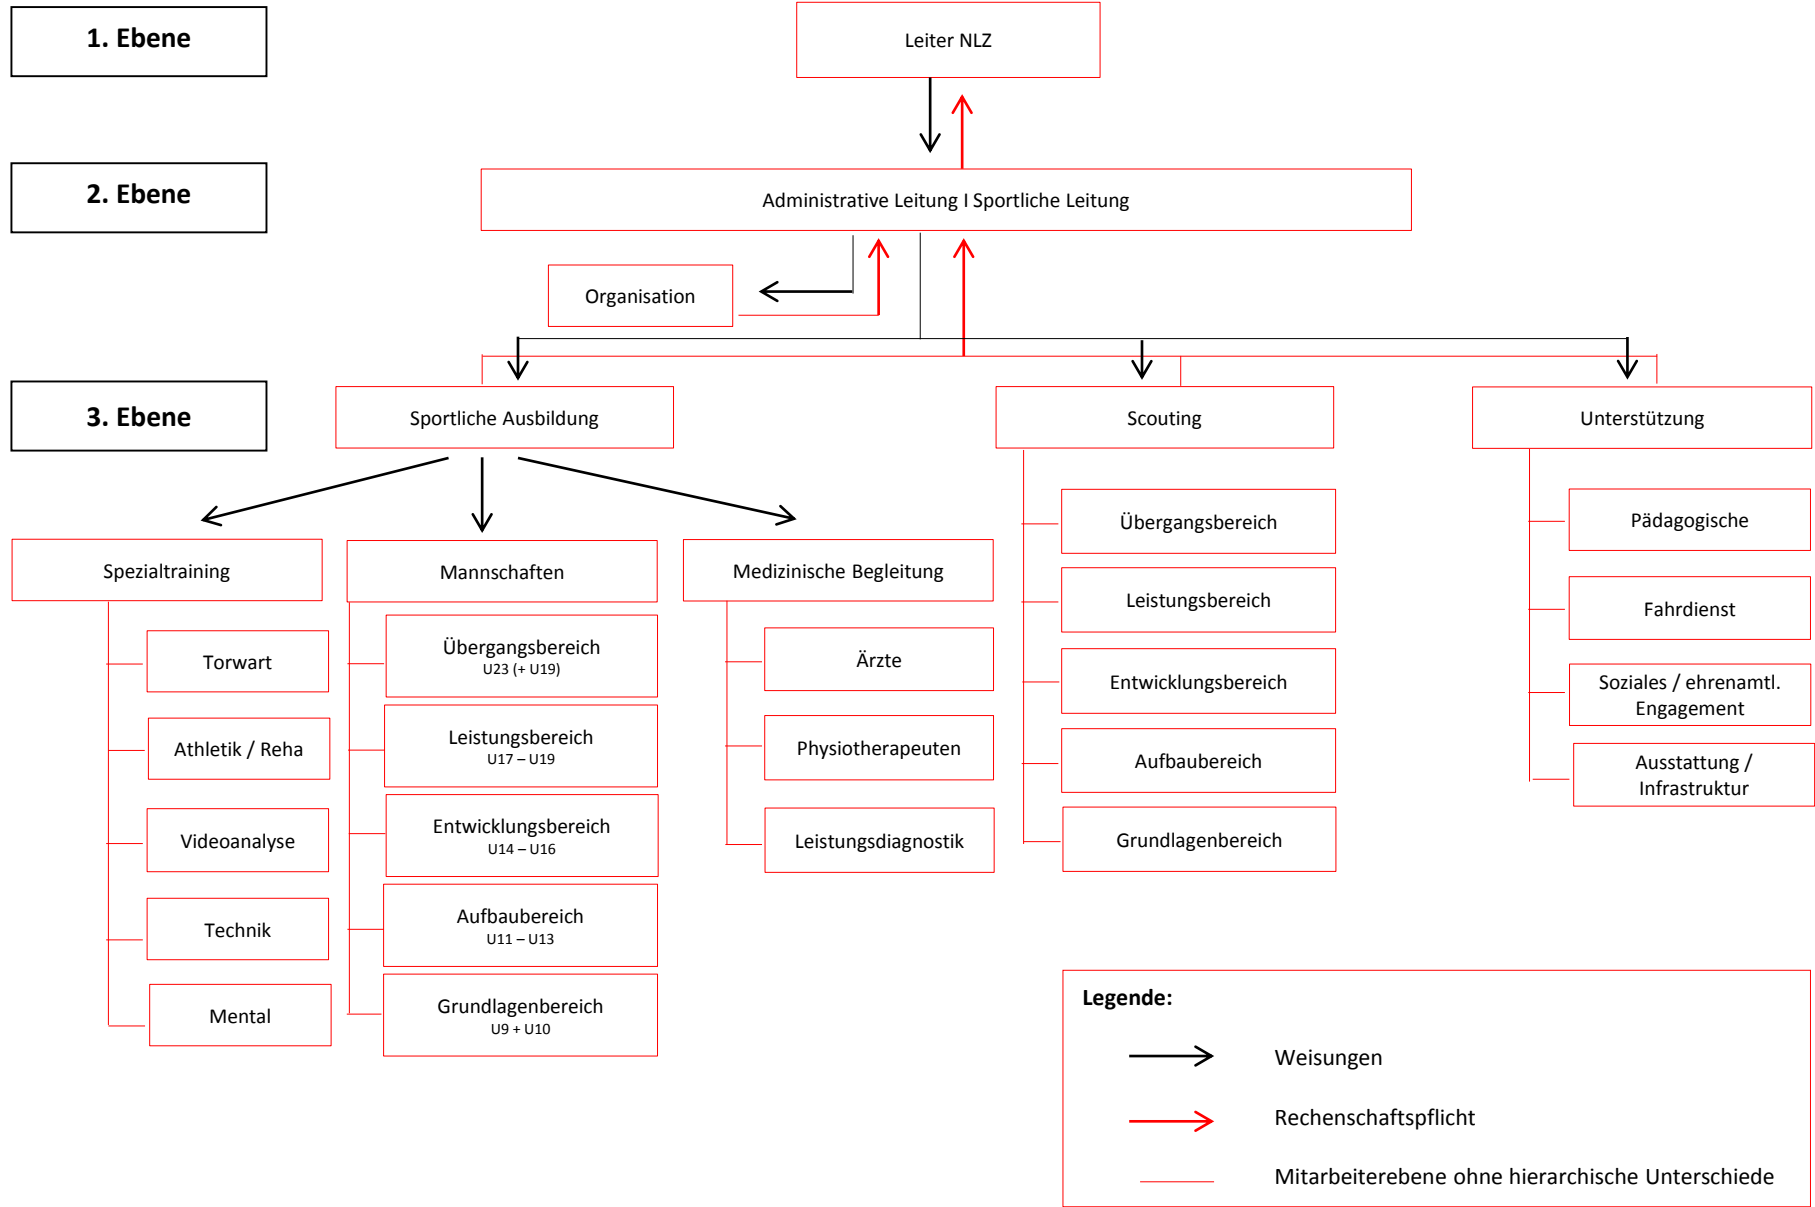 1. Ebene
Leiter NLZ
2. Ebene
Administrative Leitung I Sportliche Leitung
Organisation
3. Ebene
Sportliche Ausbildung
Scouting
Unterstützung
Spezialtraining
Torwart
Athletik / Reha
Videoanalyse
Technik
Mental
Mannschaften
Übergangsbereich
U23 (+ U19)
Leistungsbereich
U17 – U19
Entwicklungsbereich
U14 – U16
Aufbaubereich
U11 – U13
Grundlagenbereich
U9 + U10
Medizinische Begleitung
Ärzte
Physiotherapeuten
Leistungsdiagnostik
Übergangsbereich
Leistungsbereich
Entwicklungsbereich
Aufbaubereich
Grundlagenbereich
Pädagogische
Fahrdienst
Soziales / ehrenamtl.
Engagement
Ausstattung /
Infrastruktur
Legende:
Weisungen
Rechenschaftspflicht
Mitarbeiterebene ohne hierarchische Unterschiede